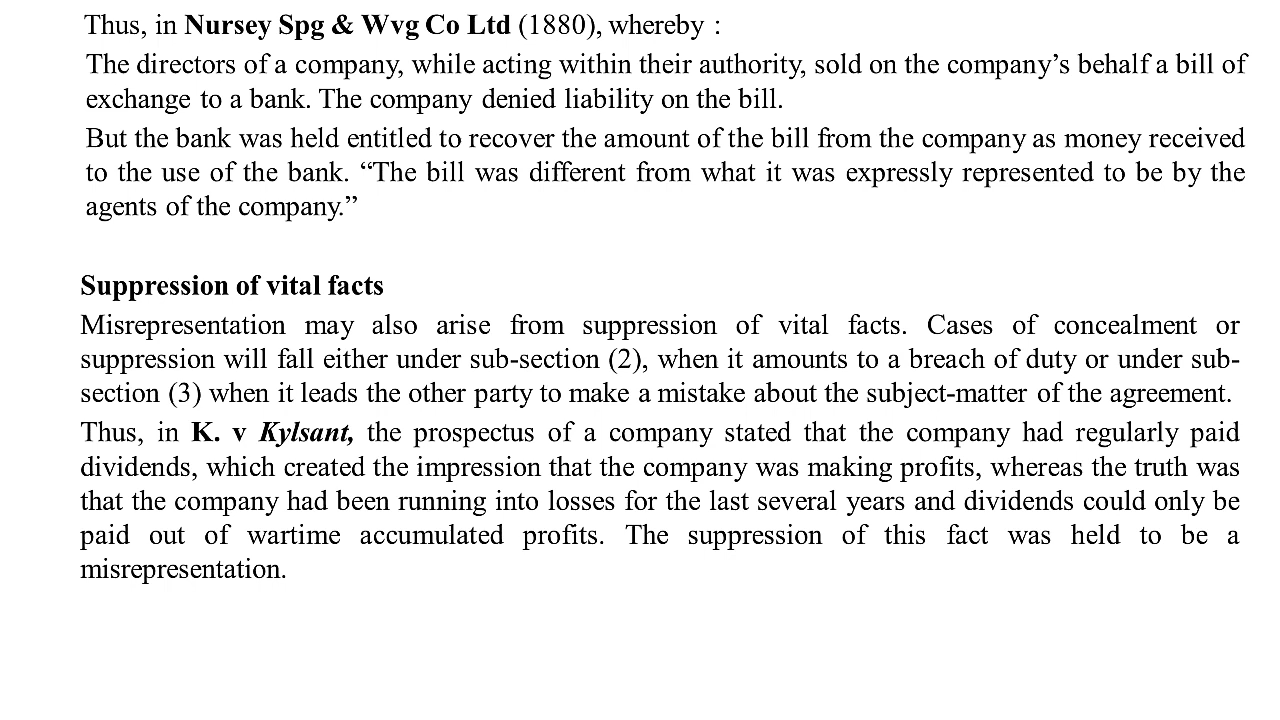 Thus, in Nursey Spg & Wvg Co Ltd (1880), whereby :
The directors of a company, while acting within their authority, sold on the company’s behalf a bill of
exchange to a bank. The company denied liability on the bill.
But the bank was held entitled to recover the amount of the bill from the company as money received
to the use of the bank. “The bill was different from what it was expressly represented to be by the
agents of the company.”
Suppression of vital facts
Misrepresentation may also arise from suppression of vital facts. Cases of concealment or
suppression will fall either under sub-section (2), when it amounts to a breach of duty or under sub-
section (3) when it leads the other party to make a mistake about the subject-matter of the agreement.
Thus, in K. v Kylsant, the prospectus of a company stated that the company had regularly paid
dividends, which created the impression that the company was making profits, whereas the truth was
that the company had been running into losses for the last several years and dividends could only be
paid out of wartime accumulated profits. The suppression of this fact was held to be a
misrepresentation.